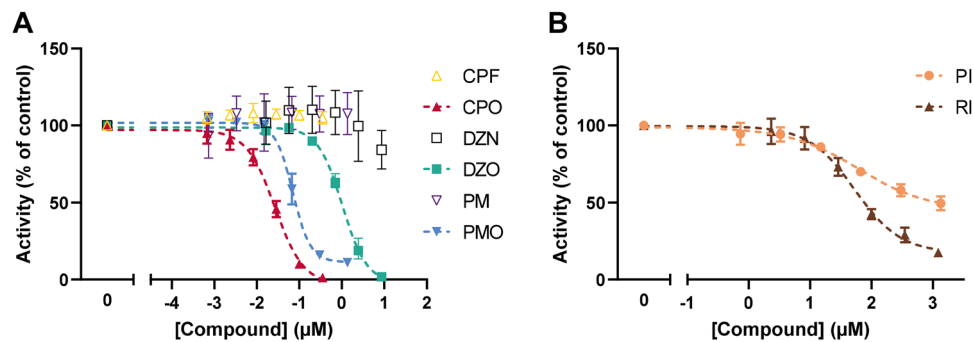 A
Activity (% of control)
150
100
50
0
0
-4
-3
-2
-1
0
1
2
[Compound] (µM)
CPF
CPO
DZN
DZO
PM
PMO
B
Activity (% of control)
150
100
50
0
0
-1
0
1
2
3
[Compound] (µM)
PI
RI